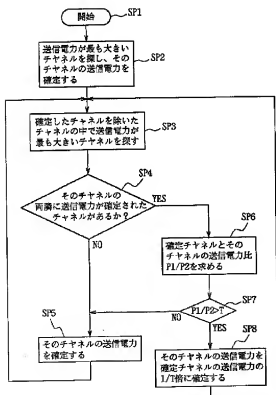 開始
SP1
送信電力が最も大きい
チャネルを探し、その
チャネルの送信電力を
確定する
SP2
確定したチャネルを除いた
チャネルの中で送信電力が
最も大きいチャネルを探す
SP3
そのチャネルの
両隣に送信電力が確定された
チャネルがあるか?
SP4
YES
NO
確定チャネルとその
チャネルの送信電力比
P1/P2を求める
SP6
P1/P2>T
SP7
NO
YES
そのチャネルの送信電力
を確定する
SP5
そのチャネルの送信電力を
確定チャネルの送信電力の
1/T倍に確定する
SP8